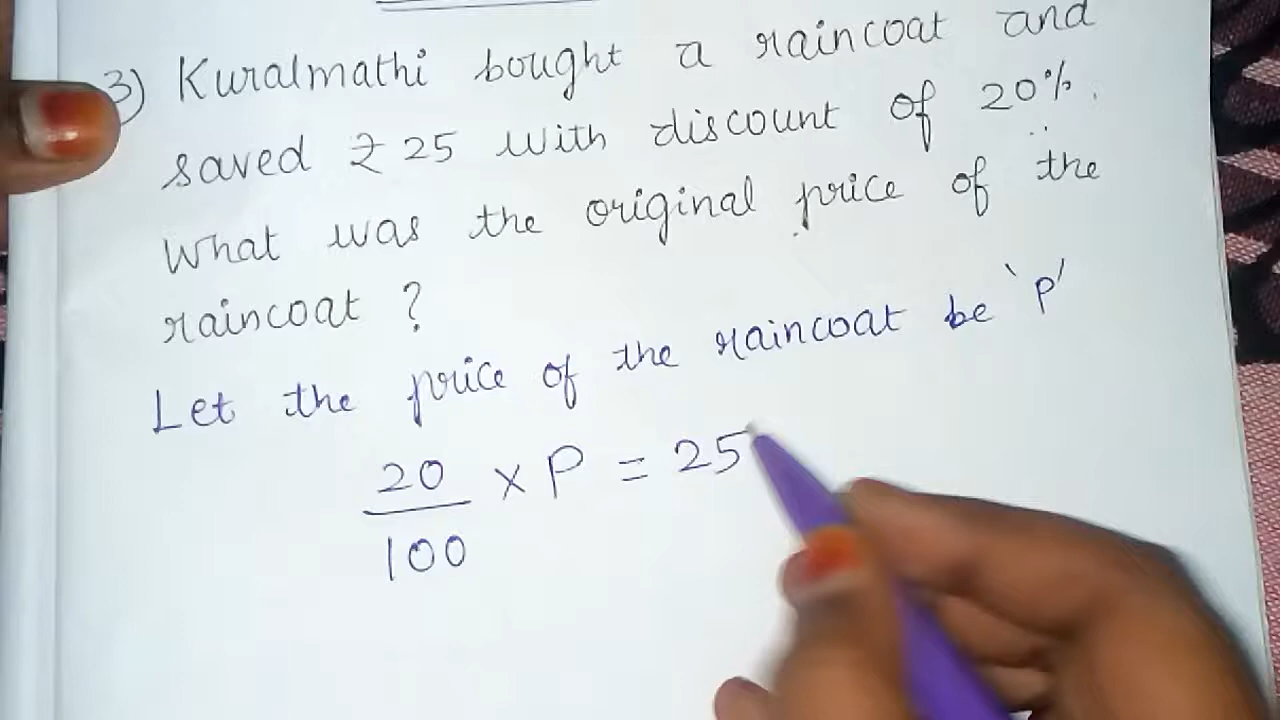 3) Kuralmathi bought a raincoat and
saved ₹ 25 with discount of 20%.
What was the original price of the
raincoat ?
Let the price of the raincoat be 'P'
20/100 × P = 25